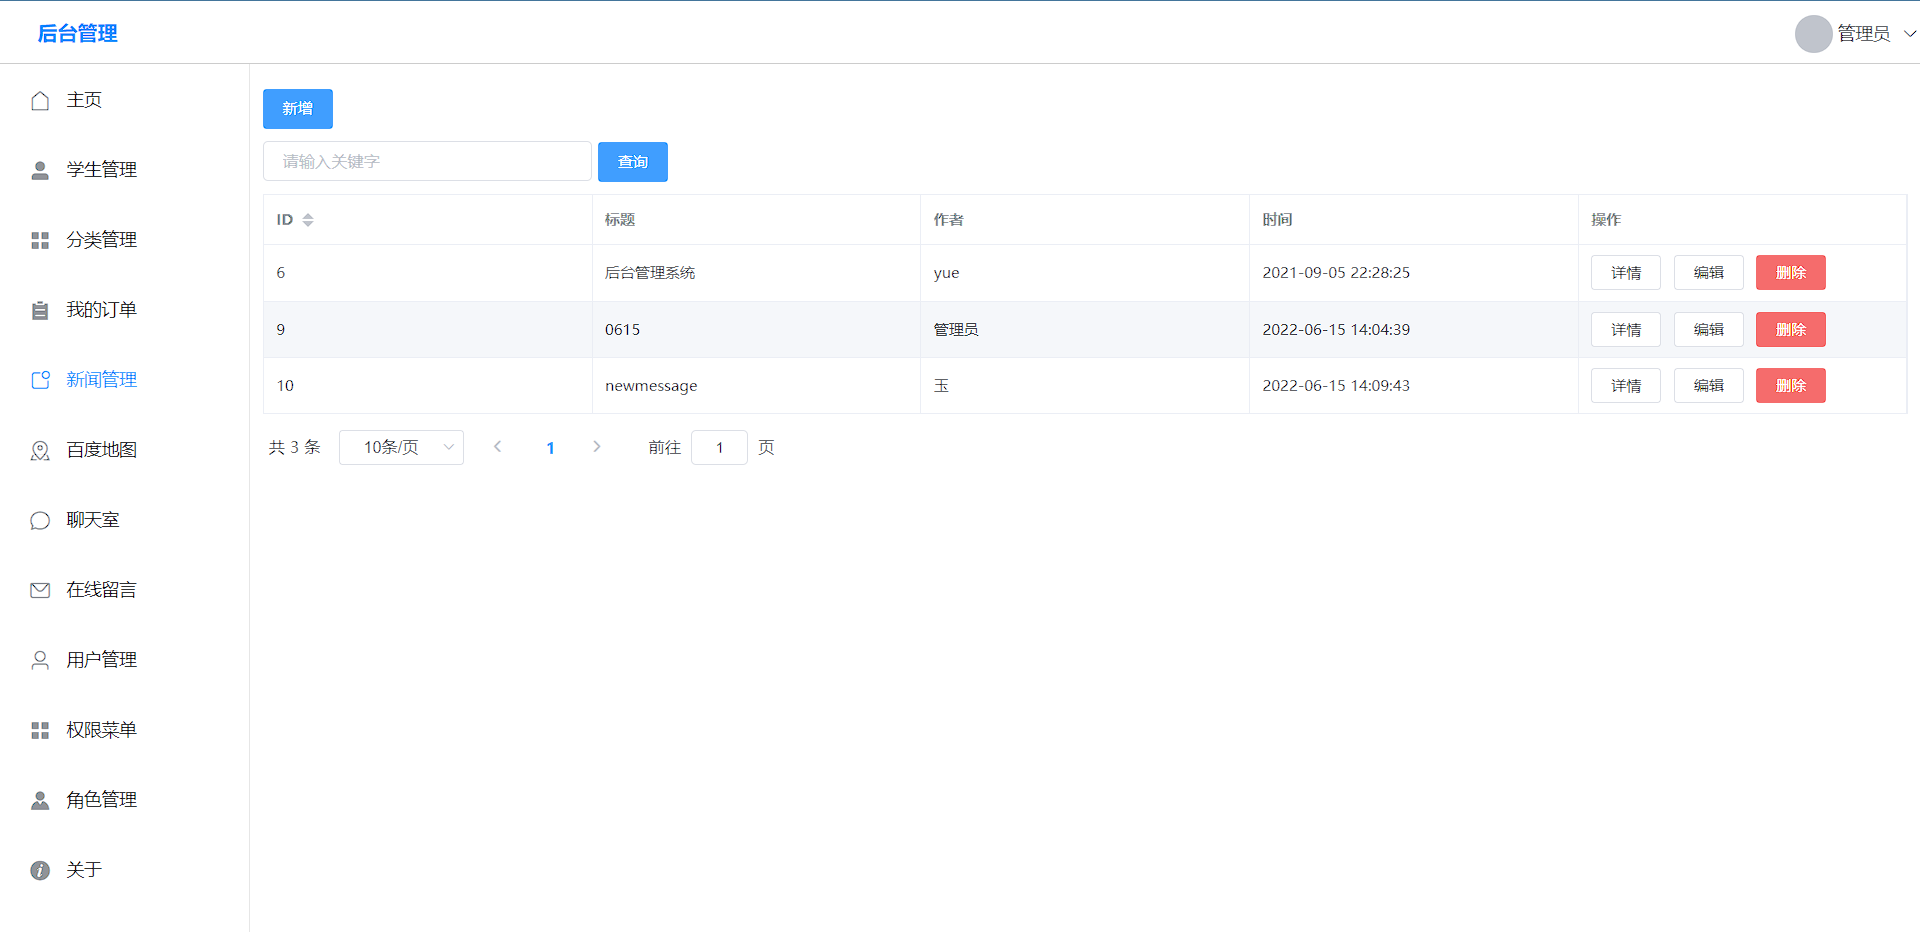 后台管理
管理员
主页
学生管理
分类管理
我的订单
新闻管理
百度地图
聊天室
在线留言
用户管理
权限菜单
角色管理
关于
新增
请输入关键字 查询
ID 标题 作者 时间 操作
6 后台管理系统 yue 2021-09-05 22:28:25 详情 编辑 删除
9 0615 管理员 2022-06-15 14:04:39 详情 编辑 删除
10 newmessage 玉 2022-06-15 14:09:43 详情 编辑 删除
共 3 条 10条/页 1 前往 1 页